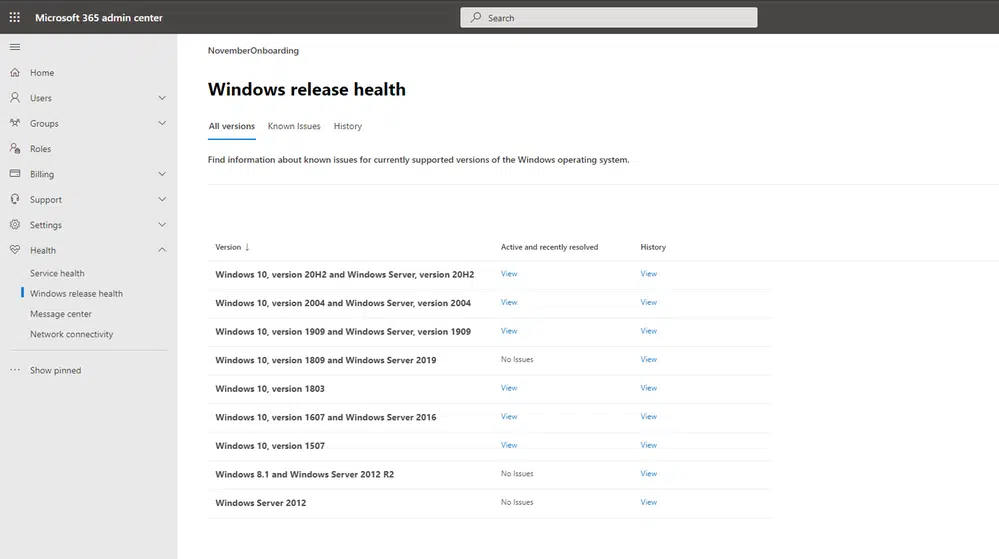 Microsoft 365 admin center
Search
Home
Users
Groups
Roles
Billing
Support
Settings
Health
Service health
Windows release health
Message center
Network connectivity
Show pinned
NovemberOnboarding
Windows release health
All versions Known Issues History
Find information about known issues for currently supported versions of the Windows operating system.
Version ↓ Active and recently resolved History
Windows 10, version 20H2 and Windows Server, version 20H2 View View
Windows 10, version 2004 and Windows Server, version 2004 View View
Windows 10, version 1909 and Windows Server, version 1909 View View
Windows 10, version 1809 and Windows Server 2019 No Issues View
Windows 10, version 1803 View View
Windows 10, version 1607 and Windows Server 2016 View View
Windows 10, version 1507 View View
Windows 8.1 and Windows Server 2012 R2 No Issues View
Windows Server 2012 No Issues View